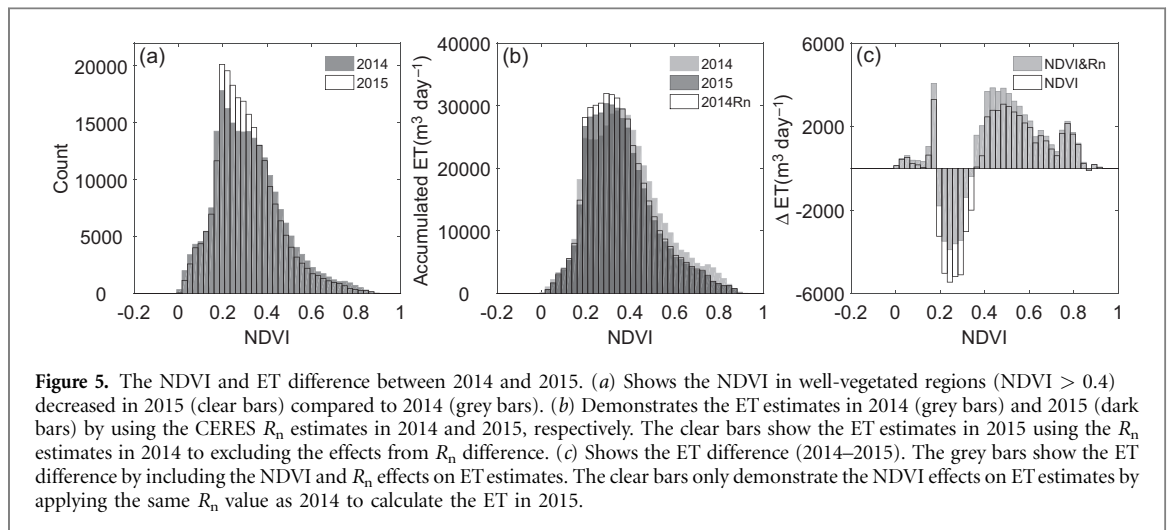 (a)
2014
2015
20000
15000
10000
5000
0
Count
-0.2 0 0.2 0.4 0.6 0.8 1
NDVI
(b)
2014
2015
2014Rn
40000
30000
20000
10000
0
Accumulated ET(m³ day⁻¹)
-0.2 0 0.2 0.4 0.6 0.8 1
NDVI
(c)
NDVI&Rn
NDVI
6000
2000
-2000
-6000
Δ ET(m³ day⁻¹)
-0.2 0 0.2 0.4 0.6 0.8 1
NDVI
Figure 5. The NDVI and ET difference between 2014 and 2015. (a) Shows the NDVI in well-vegetated regions (NDVI > 0.4)
decreased in 2015 (clear bars) compared to 2014 (grey bars). (b) Demonstrates the ET estimates in 2014 (grey bars) and 2015 (dark
bars) by using the CERES Rn estimates in 2014 and 2015, respectively. The clear bars show the ET estimates in 2015 using the Rn
estimates in 2014 to excluding the effects from Rn difference. (c) Shows the ET difference (2014–2015). The grey bars show the ET
difference by including the NDVI and Rn effects on ET estimates. The clear bars only demonstrate the NDVI effects on ET estimates by
applying the same Rn value as 2014 to calculate the ET in 2015.